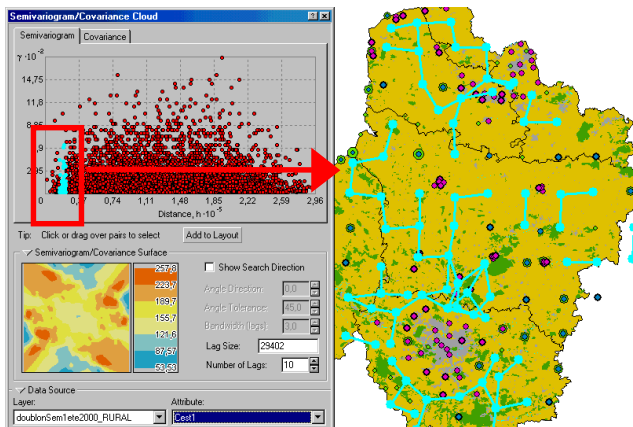 Semivariogram/Covariance Cloud
Semivariogram Covariance
γ·10⁻²
14,75
11,8
2,95
0 0,27 0,74 1,11 1,48 1,85 2,22 2,59 2,96
Distance, h·10⁻⁵
Tip: Click or drag over pairs to select Add to Layout
Semivariogram/Covariance Surface
257,8
223,7
189,7
155,7
121,6
87,57
53,53
Show Search Direction
Angle Direction: 0,0
Angle Tolerance: 45,0
Bandwidth (lags): 3,0
Lag Size: 29402
Number of Lags: 10
Data Source
Layer: Attribute:
doublonSem1ete2000_RURAL Cest1